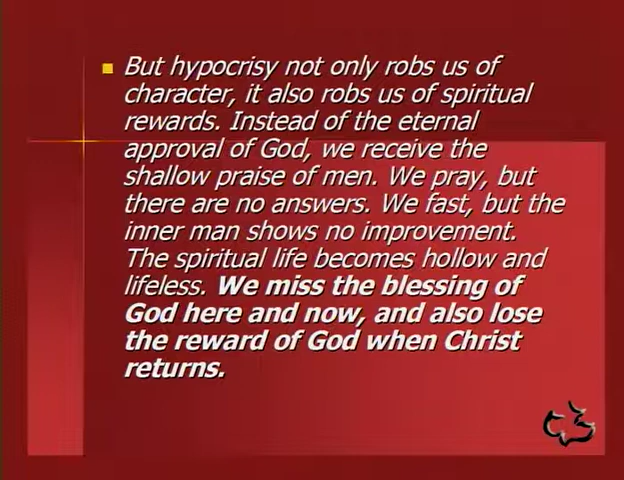 But hypocrisy not only robs us of
character, it also robs us of spiritual
rewards. Instead of the eternal
approval of God, we receive the
shallow praise of men. We pray, but
there are no answers. We fast, but the
inner man shows no improvement.
The spiritual life becomes hollow and
lifeless. We miss the blessing of
God here and now, and also lose
the reward of God when Christ
returns.